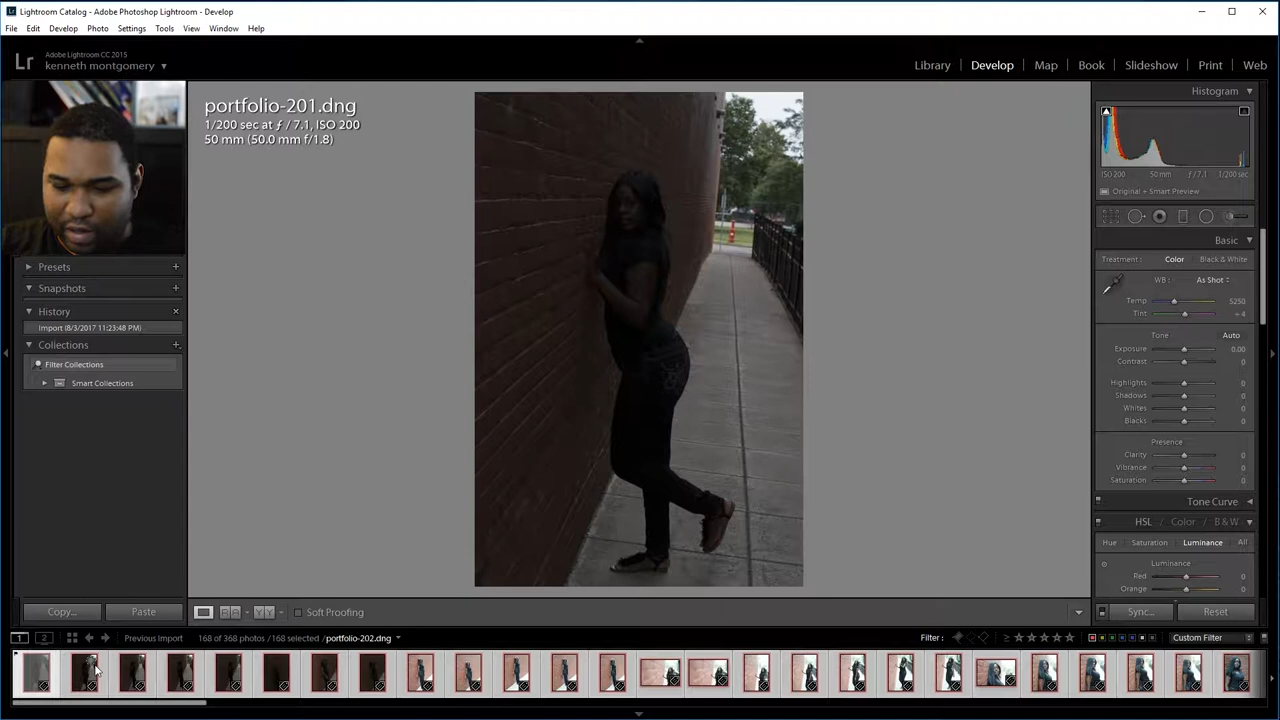 Lightroom Catalog - Adobe Photoshop Lightroom - Develop
File Edit Develop Photo Settings Tools View Window Help
Lr
Adobe Lightroom CC 2015
kenneth montgomery
Library | Develop | Map | Book | Slideshow | Print | Web
portfolio-201.dng
1/200 sec at ƒ / 7.1, ISO 200
50 mm (50.0 mm f/1.8)
Histogram
ISO 200 50 mm ƒ / 7.1 1/200 sec
Original + Smart Preview
Basic
Treatment: Color | Black & White
WB: As Shot
Temp 5250
Tint + 4
Tone Auto
Exposure 0.00
Contrast 0
Highlights 0
Shadows 0
Whites 0
Blacks 0
Presence
Clarity 0
Vibrance 0
Saturation 0
Tone Curve
HSL / Color / B & W
Hue Saturation Luminance All
Luminance
Red 0
Orange 0
Sync... Reset
Presets
Snapshots
History
Import (8/3/2017 11:23:48 PM)
Collections
Filter Collections
Smart Collections
Copy... Paste
Soft Proofing
1 2 Previous Import 168 of 368 photos / 168 selected / portfolio-202.dng
Filter : Custom Filter